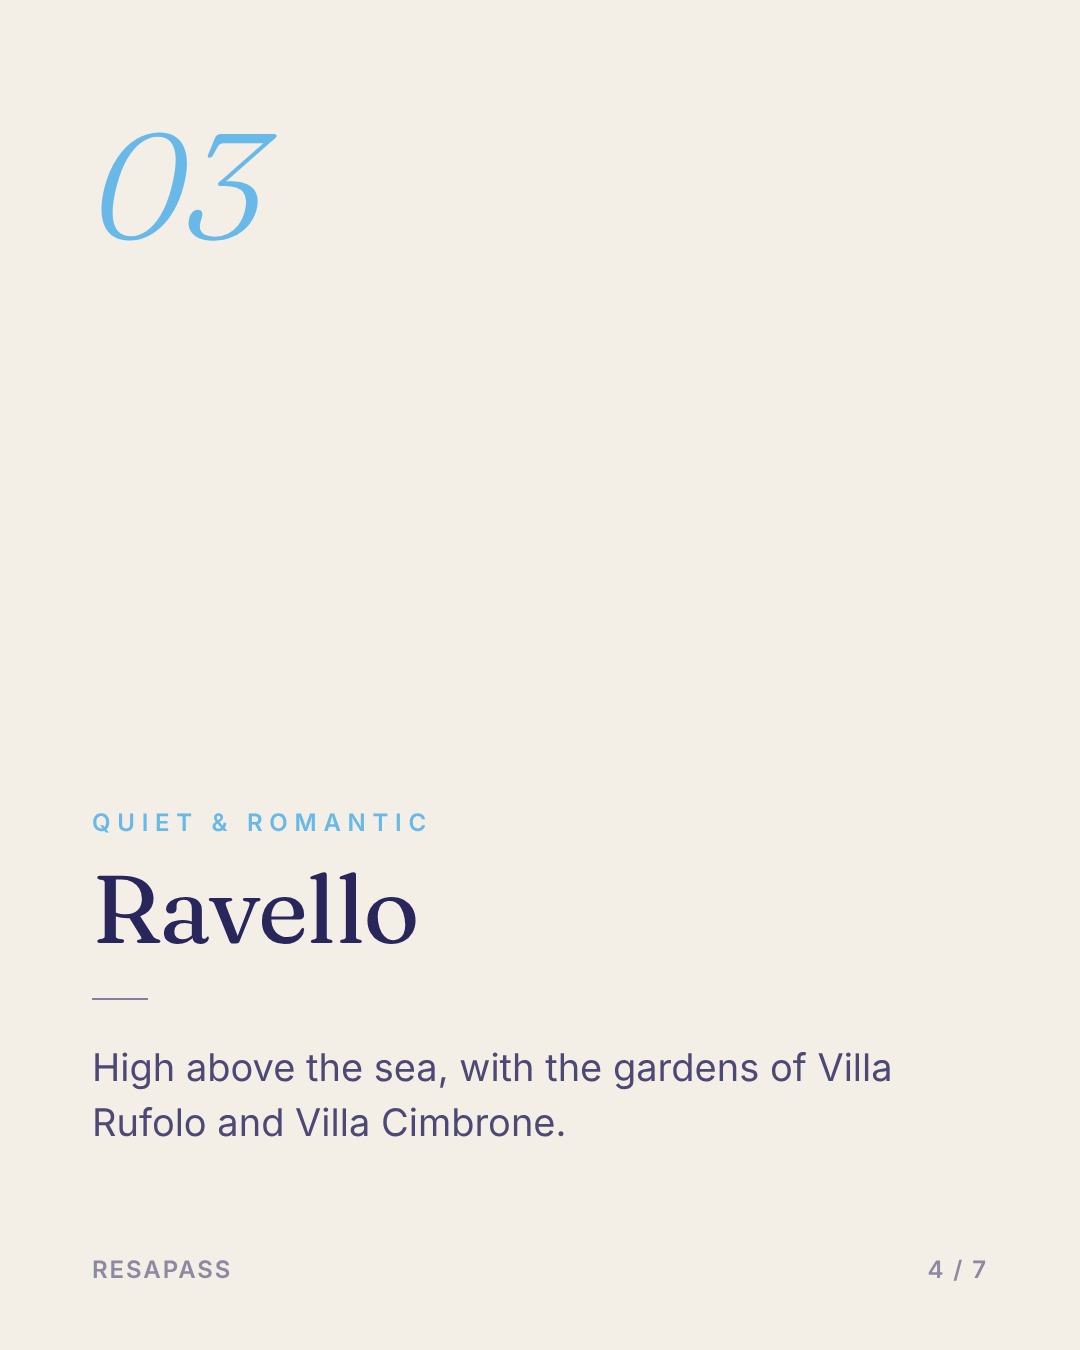 03
QUIET & ROMANTIC
Ravello
High above the sea, with the gardens of Villa
Rufolo and Villa Cimbrone.
RESAPASS
4 / 7